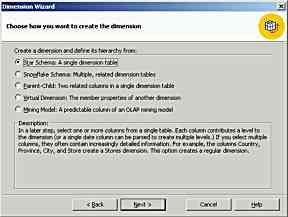 Dimension Wizard
Choose how you want to create the dimension
Create a dimension and define its hierarchy from:
Star Schema: A single dimension table
Snowflake Schema: Multiple, related dimension tables
Parent-Child: Two related columns in a single dimension table
Virtual Dimension: The member properties of another dimension
Mining Model: A predictable column of an OLAP mining model
Description:
In a later step, select one or more columns from a single table. Each column contributes a level to
the dimension (or a single date column can be parsed to create multiple levels.) If you select multiple
columns, they often contain increasingly detailed information. For example, the columns Country,
Province, City, and Store create a Stores dimension. This option creates a regular dimension.
< Back
Next >
Cancel
Help